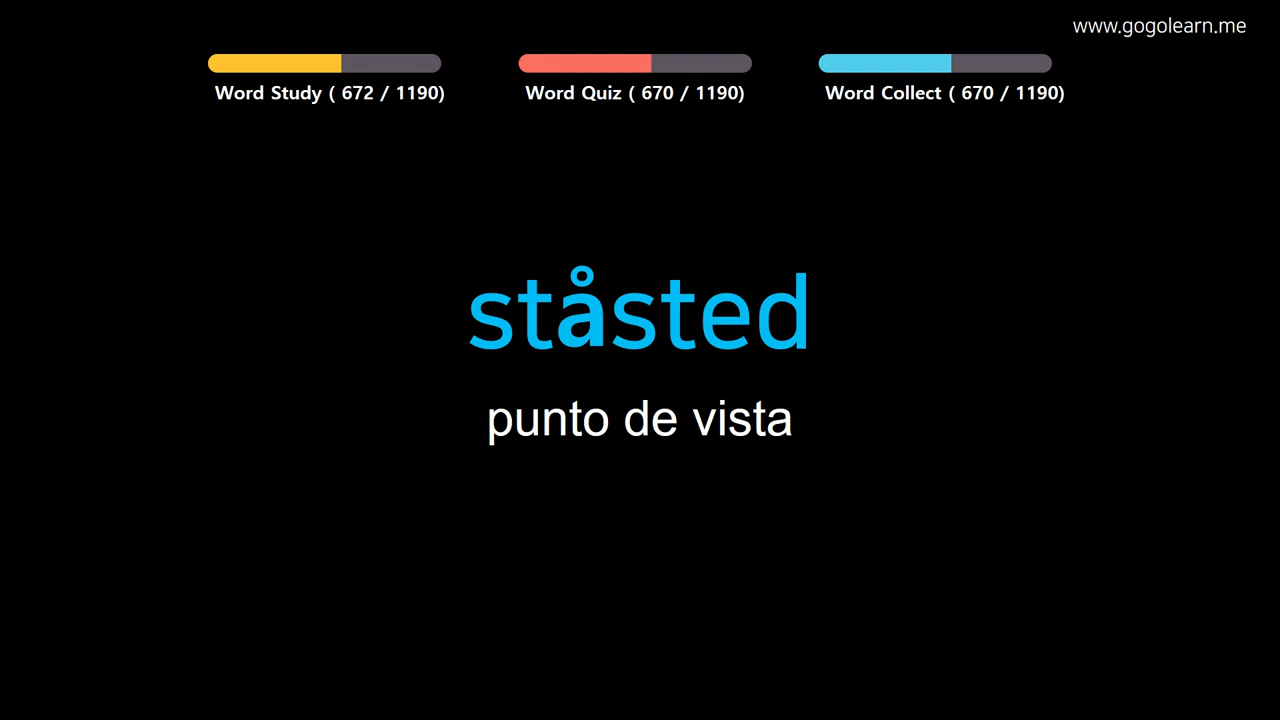 www.gogolearn.me
Word Study ( 672 / 1190)
Word Quiz ( 670 / 1190)
Word Collect ( 670 / 1190)
ståsted
punto de vista